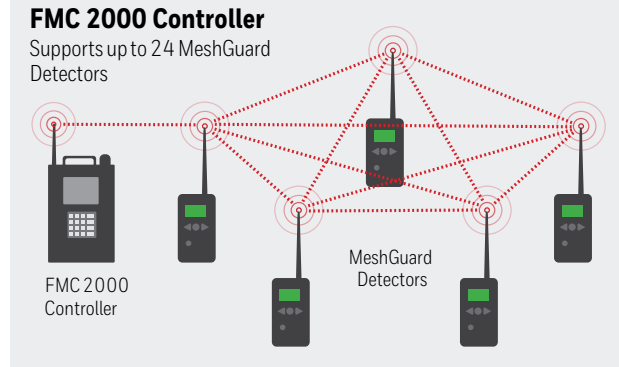 FMC 2000 Controller
Supports up to 24 MeshGuard
Detectors
FMC 2000
Controller
MeshGuard
Detectors